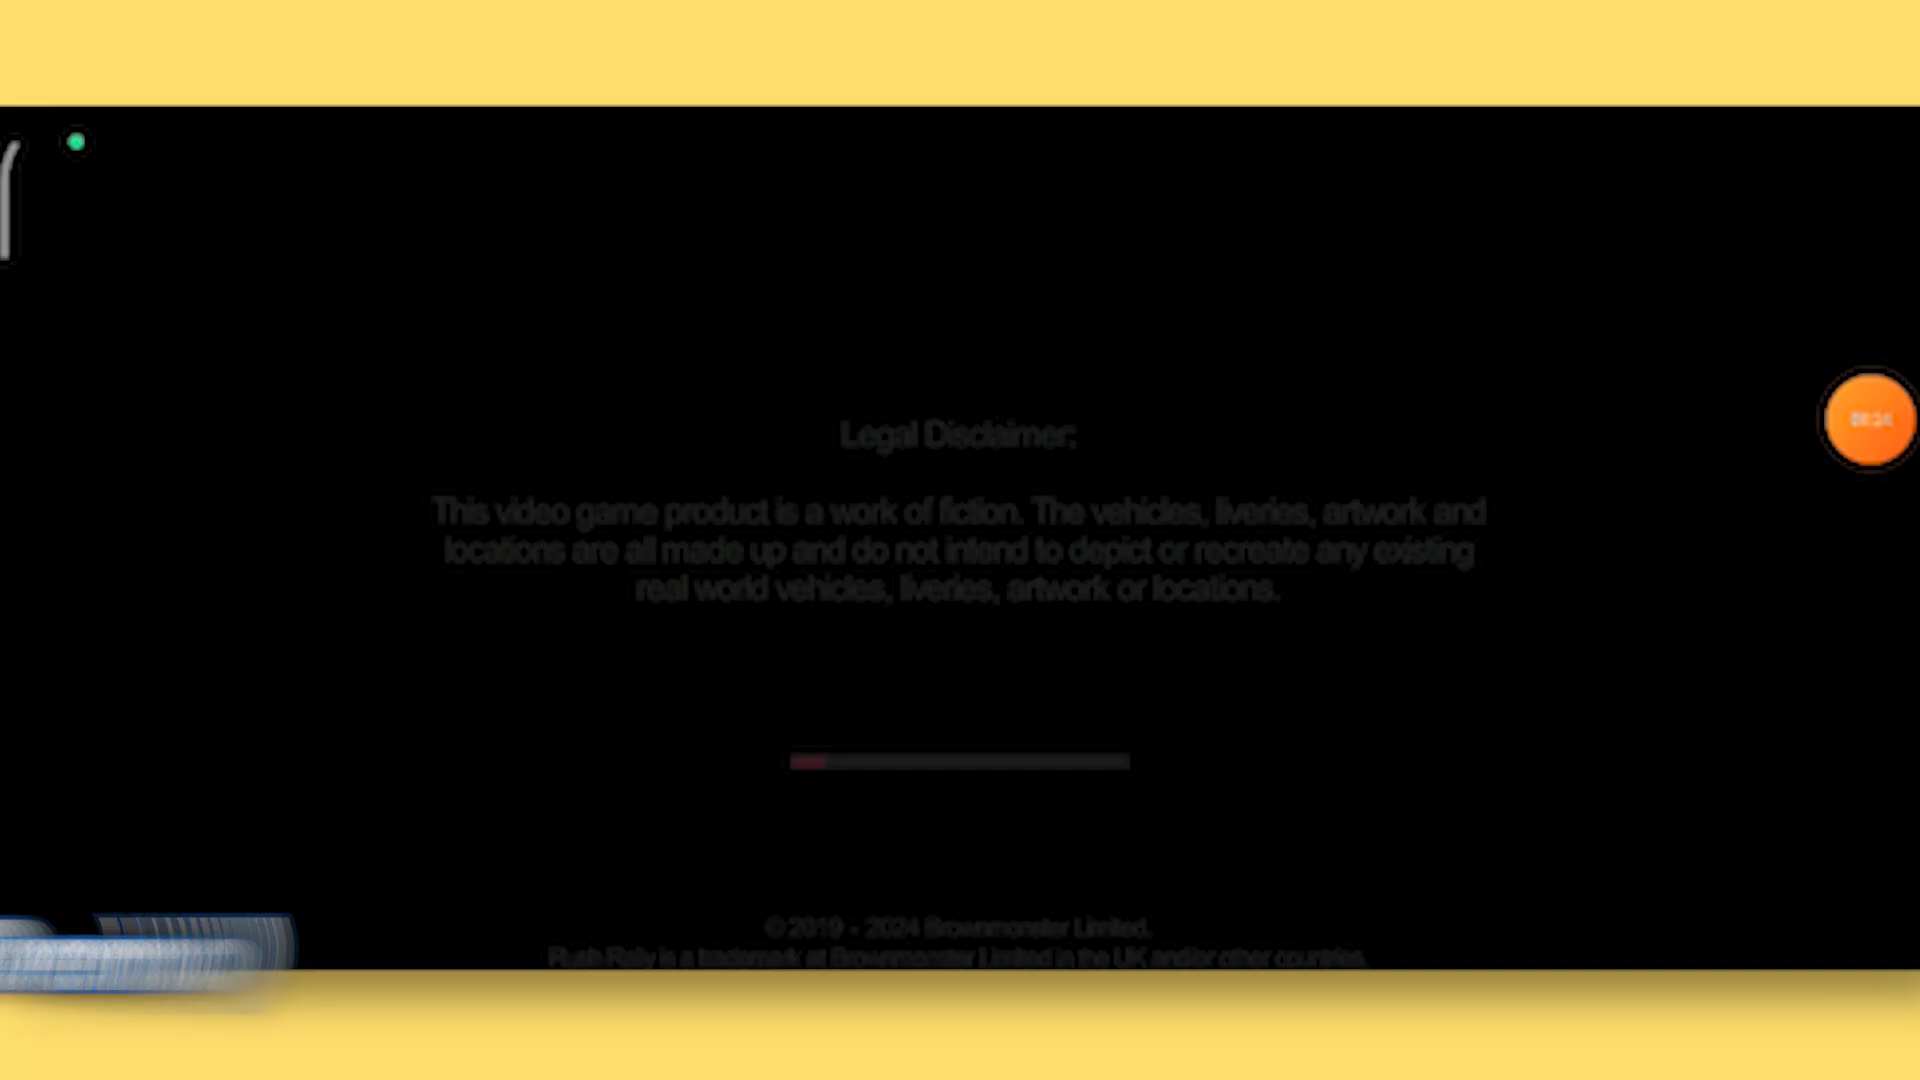 Legal Disclaimer:
This video game product is a work of fiction. The vehicles, liveries, artwork and
locations are all made up and do not intend to depict or recreate any existing
real world vehicles, liveries, artwork or locations.
© 2019 - 2024 Brownmonster Limited.
Rush Rally is a trademark of Brownmonster Limited in the UK and/or other countries.